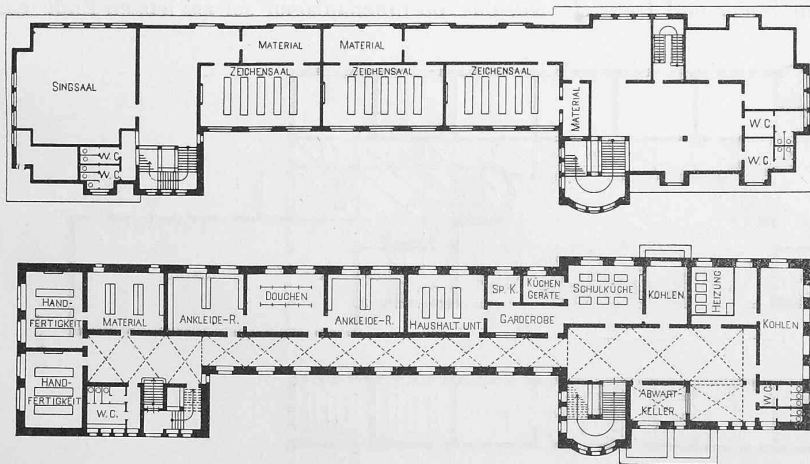 MATERIAL
MATERIAL
SINGSAAL
ZEICHENSAAL
ZEICHENSAAL
ZEICHENSAAL
MATERIAL
W.C.
W.C.
W.C.
W.C.
HAND-
FERTIGKEIT
MATERIAL
ANKLEIDE-R.
DOUCHEN
ANKLEIDE-R.
HAUSHALT.UNT.
SP. K.
KÜCHEN
GERÄTE
GARDEROBE
SCHULKÜCHE
KOHLEN
HEIZUNG
KOHLEN
HAND-
FERTIGKEIT
W.C.
ABWART-
KELLER
W.C.